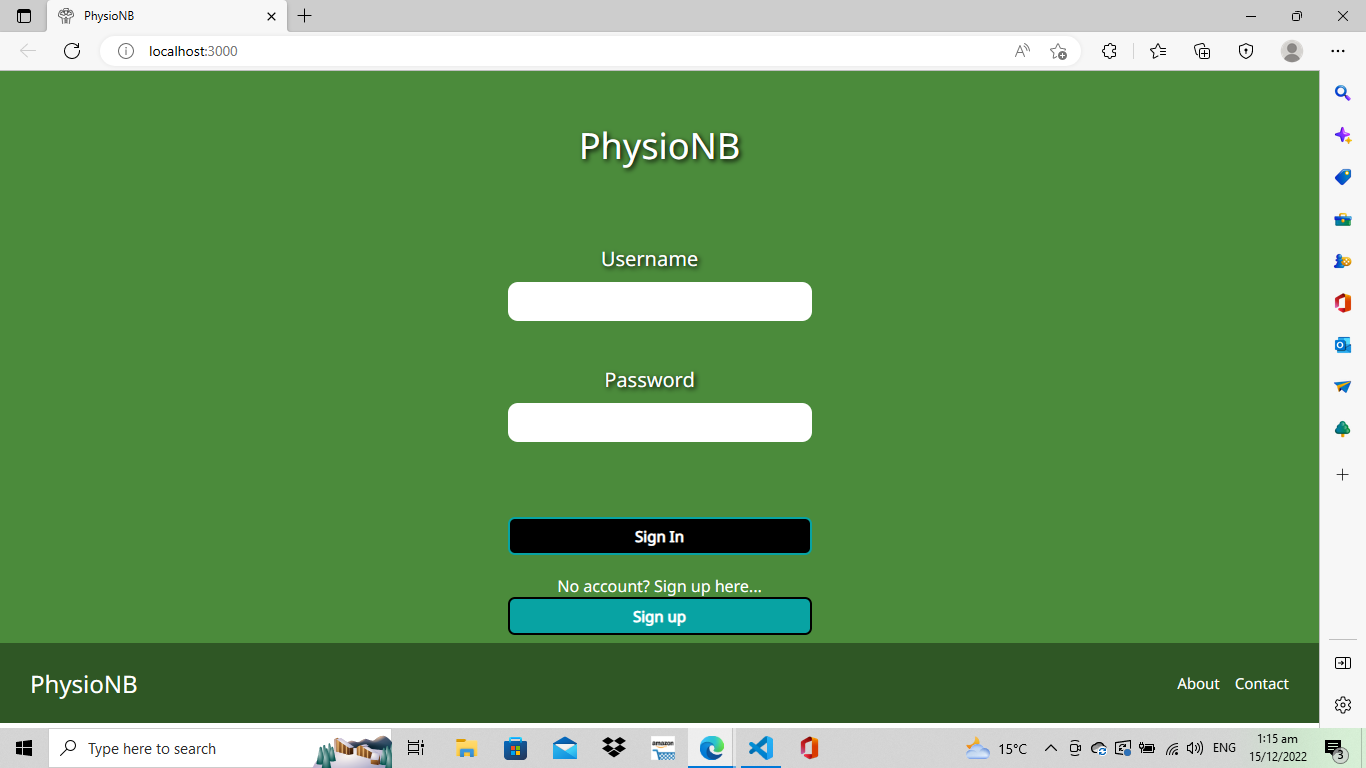 PhysioNB
localhost:3000
PhysioNB
Username
Password
Sign In
No account? Sign up here...
Sign up
PhysioNB
About Contact
Type here to search
amazon
15°C
ENG
1:15 am
15/12/2022
3